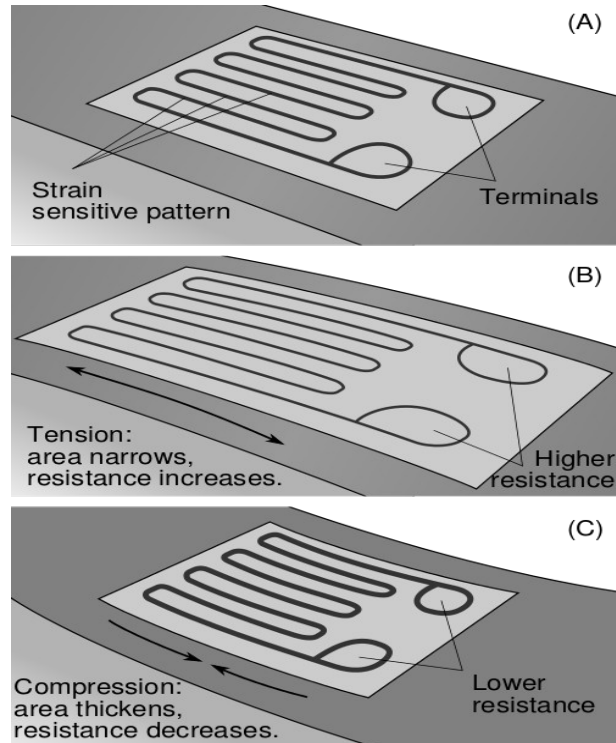 (A)
Strain
sensitive pattern
Terminals
(B)
Tension:
area narrows,
resistance increases.
Higher
resistance
(C)
Compression:
area thickens,
resistance decreases.
Lower
resistance